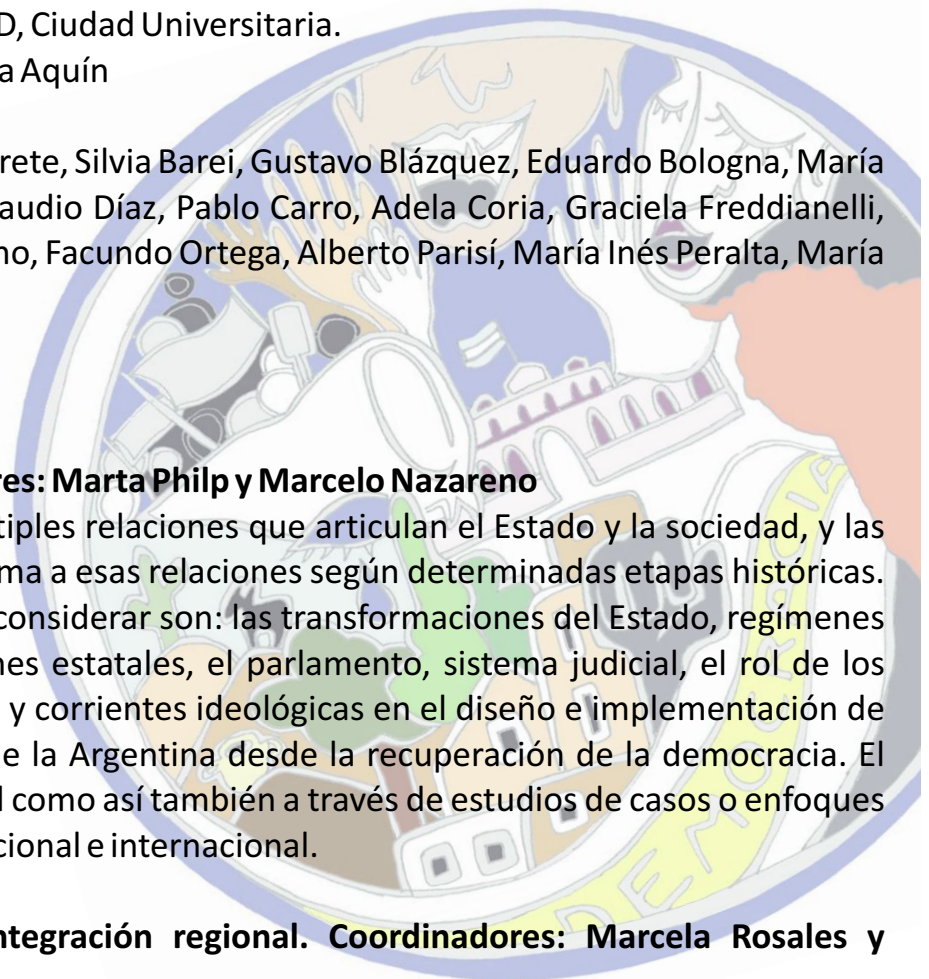 D, Ciudad Universitaria.
a Aquín
rete, Silvia Barei, Gustavo Blázquez, Eduardo Bologna, María
audio Díaz, Pablo Carro, Adela Coria, Graciela Freddianelli,
no, Facundo Ortega, Alberto Parisí, María Inés Peralta, María
res: Marta Philp y Marcelo Nazareno
tiples relaciones que articulan el Estado y la sociedad, y las
ma a esas relaciones según determinadas etapas históricas.
considerar son: las transformaciones del Estado, regímenes
nes estatales, el parlamento, sistema judicial, el rol de los
y corrientes ideológicas en el diseño e implementación de
e la Argentina desde la recuperación de la democracia. El
l como así también a través de estudios de casos o enfoques
cional e internacional.
ntegración regional. Coordinadores: Marcela Rosales y
DEMOCRACIA